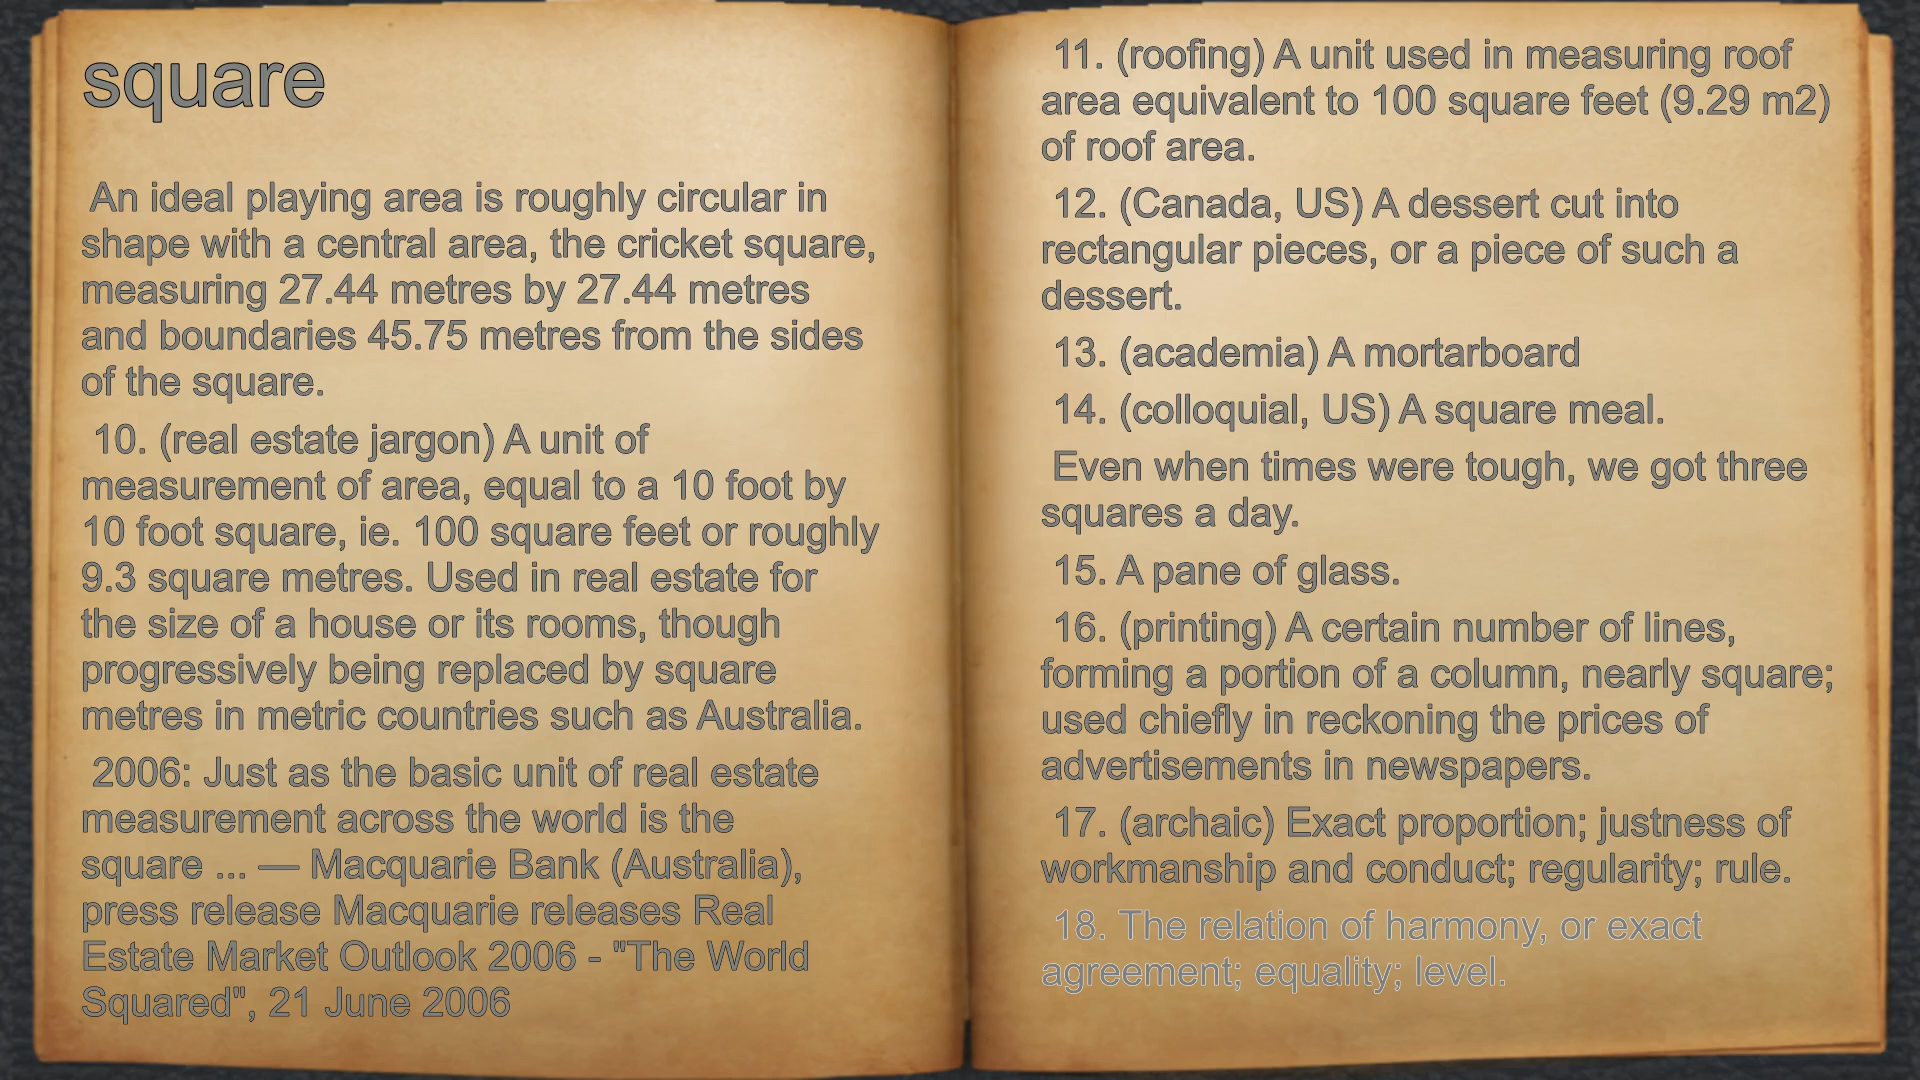 square
An ideal playing area is roughly circular in
shape with a central area, the cricket square,
measuring 27.44 metres by 27.44 metres
and boundaries 45.75 metres from the sides
of the square.
10. (real estate jargon) A unit of
measurement of area, equal to a 10 foot by
10 foot square, ie. 100 square feet or roughly
9.3 square metres. Used in real estate for
the size of a house or its rooms, though
progressively being replaced by square
metres in metric countries such as Australia.
2006: Just as the basic unit of real estate
measurement across the world is the
square ... — Macquarie Bank (Australia),
press release Macquarie releases Real
Estate Market Outlook 2006 - "The World
Squared", 21 June 2006
11. (roofing) A unit used in measuring roof
area equivalent to 100 square feet (9.29 m2)
of roof area.
12. (Canada, US) A dessert cut into
rectangular pieces, or a piece of such a
dessert.
13. (academia) A mortarboard
14. (colloquial, US) A square meal.
Even when times were tough, we got three
squares a day.
15. A pane of glass.
16. (printing) A certain number of lines,
forming a portion of a column, nearly square;
used chiefly in reckoning the prices of
advertisements in newspapers.
17. (archaic) Exact proportion; justness of
workmanship and conduct; regularity; rule.
18. The relation of harmony, or exact
agreement; equality; level.